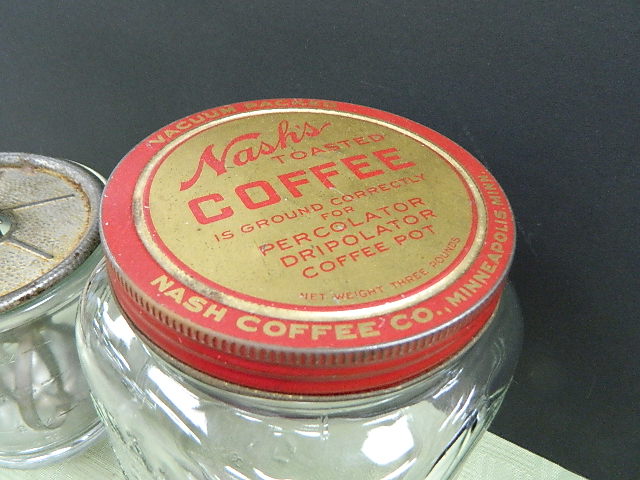 VACUUM PACKED
Nash's
TOASTED
COFFEE
IS GROUND CORRECTLY
FOR
PERCOLATOR
DRIPOLATOR
COFFEE POT
NET WEIGHT THREE POUNDS
NASH COFFEE CO., MINNEAPOLIS, MINN.